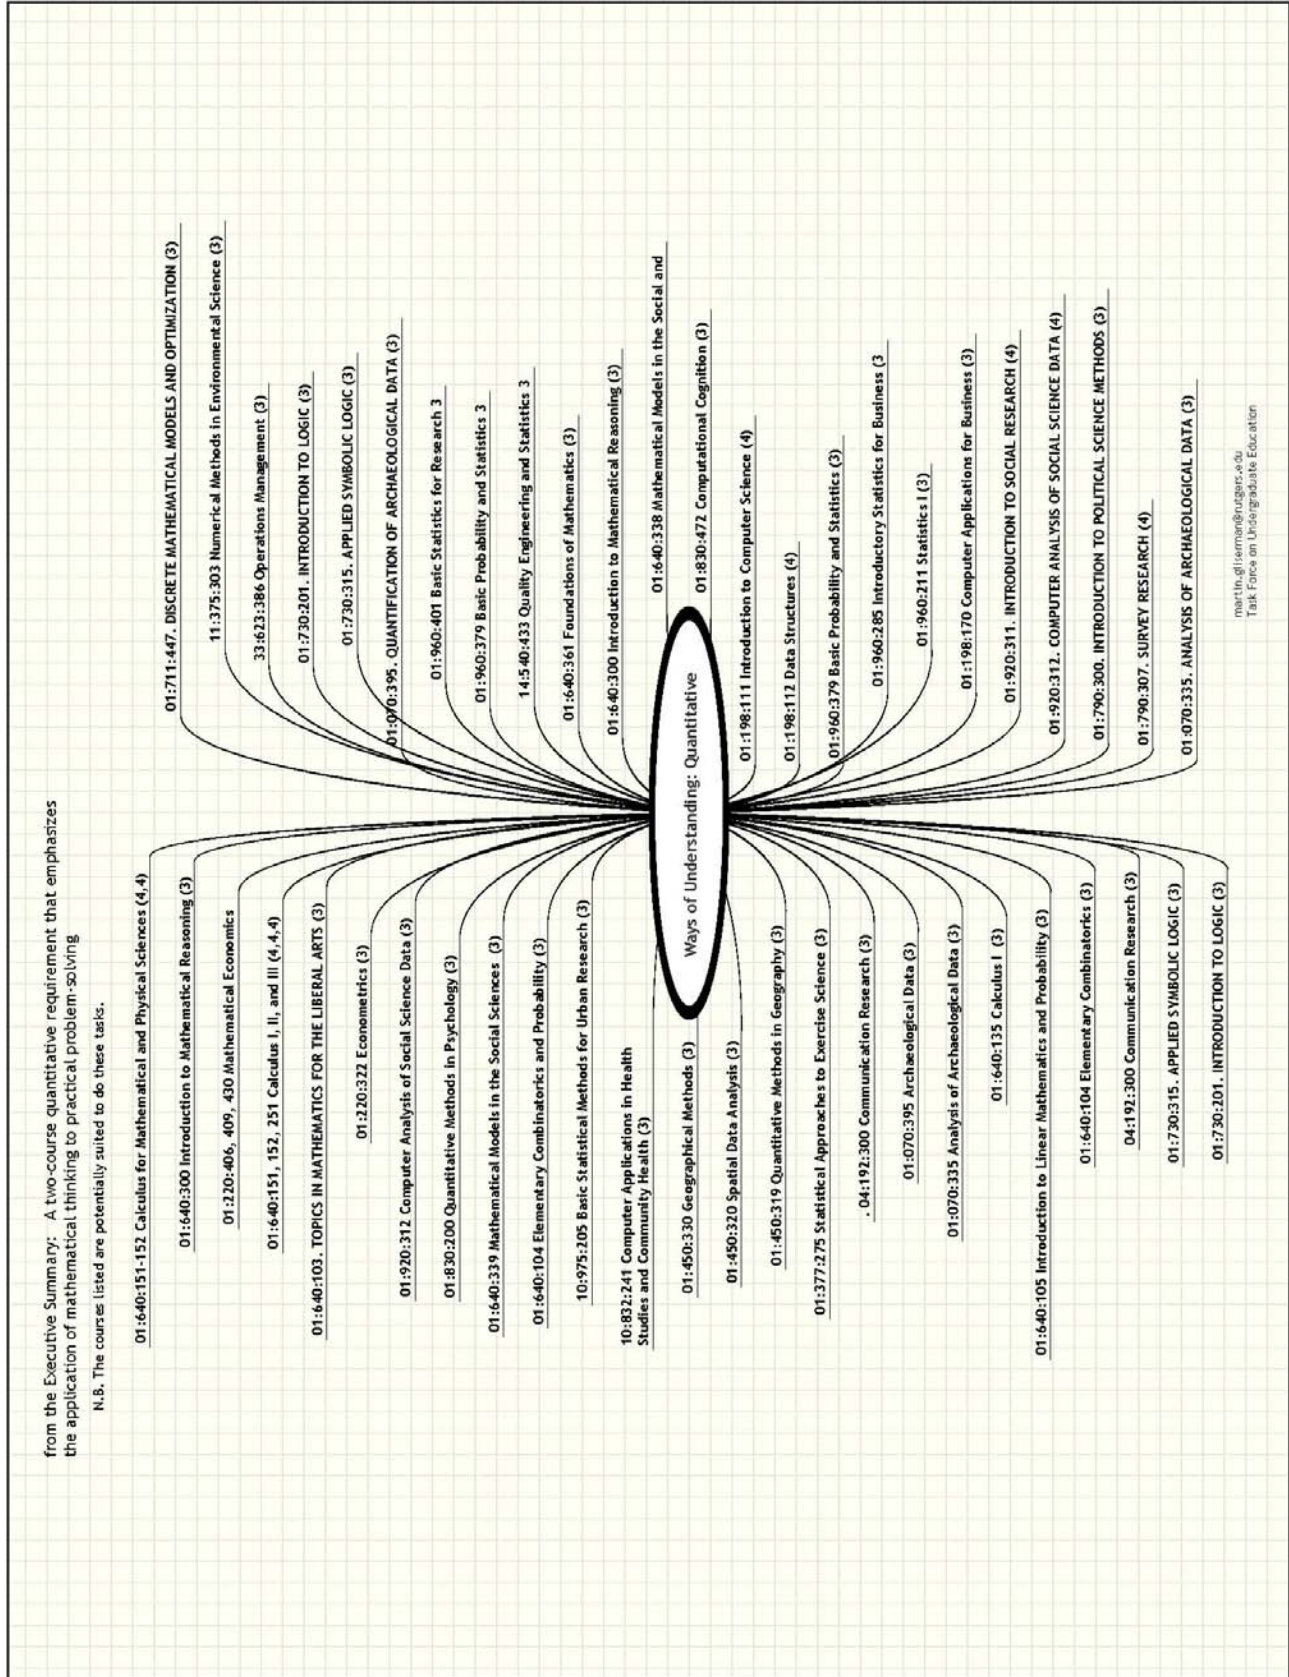 from the Executive Summary: A two-course quantitative requirement that emphasizes
the application of mathematical thinking to practical problem-solving
N.B. The courses listed are potentially suited to do these tasks.
01:640:151-152 Calculus for Mathematical and Physical Sciences (4,4)
01:640:300 Introduction to Mathematical Reasoning (3)
01:220:406, 409, 430 Mathematical Economics
01:640:151, 152, 251 Calculus I, II, and III (4,4,4)
01:640:103. TOPICS IN MATHEMATICS FOR THE LIBERAL ARTS (3)
01:220:322 Econometrics (3)
01:920:312 Computer Analysis of Social Science Data (3)
01:830:200 Quantitative Methods in Psychology (3)
01:640:339 Mathematical Models in the Social Sciences (3)
01:640:104 Elementary Combinatorics and Probability (3)
10:975:205 Basic Statistical Methods for Urban Research (3)
10:832:241 Computer Applications in Health
Studies and Community Health (3)
01:450:330 Geographical Methods (3)
01:450:320 Spatial Data Analysis (3)
01:450:319 Quantitative Methods in Geography (3)
01:377:275 Statistical Approaches to Exercise Science (3)
. 04:192:300 Communication Research (3)
01:070:395 Archaeological Data (3)
01:070:335 Analysis of Archaeological Data (3)
01:640:135 Calculus I (3)
01:640:105 Introduction to Linear Mathematics and Probability (3)
01:640:104 Elementary Combinatorics (3)
04:192:300 Communication Research (3)
01:730:315. APPLIED SYMBOLIC LOGIC (3)
01:730:201. INTRODUCTION TO LOGIC (3)
Ways of Understanding: Quantitative
01:711:447. DISCRETE MATHEMATICAL MODELS AND OPTIMIZATION (3)
11:375:303 Numerical Methods in Environmental Science (3)
33:623:386 Operations Management (3)
01:730:201. INTRODUCTION TO LOGIC (3)
01:730:315. APPLIED SYMBOLIC LOGIC (3)
01:070:395. QUANTIFICATION OF ARCHAEOLOGICAL DATA (3)
01:960:401 Basic Statistics for Research 3
01:960:379 Basic Probability and Statistics 3
14:540:433 Quality Engineering and Statistics 3
01:640:361 Foundations of Mathematics (3)
01:640:300 Introduction to Mathematical Reasoning (3)
01:640:338 Mathematical Models in the Social and
01:830:472 Computational Cognition (3)
01:198:111 Introduction to Computer Science (4)
01:198:112 Data Structures (4)
01:960:379 Basic Probability and Statistics (3)
01:960:285 Introductory Statistics for Business (3
01:960:211 Statistics I (3)
01:198:170 Computer Applications for Business (3)
01:920:311. INTRODUCTION TO SOCIAL RESEARCH (4)
01:920:312. COMPUTER ANALYSIS OF SOCIAL SCIENCE DATA (4)
01:790:300. INTRODUCTION TO POLITICAL SCIENCE METHODS (3)
01:790:307. SURVEY RESEARCH (4)
01:070:335. ANALYSIS OF ARCHAEOLOGICAL DATA (3)
martin.gliserman@rutgers.edu
Task Force on Undergraduate Education